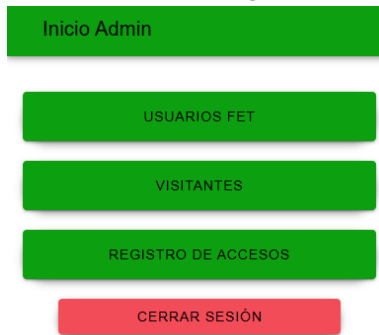 Inicio Admin
USUARIOS FET
VISITANTES
REGISTRO DE ACCESOS
CERRAR SESIÓN